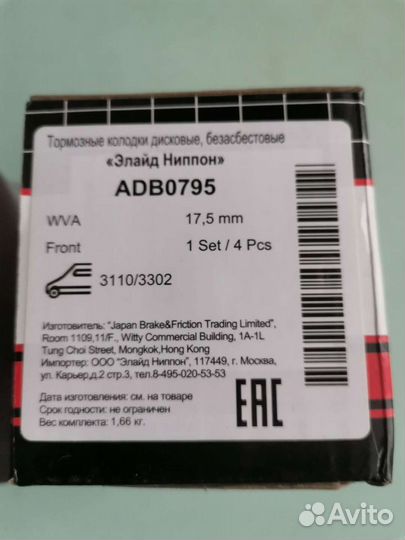 Тормозные колодки дисковые, безасбестовые
«Элайд Ниппон»
ADB0795
WVA 17,5 mm
Front 1 Set / 4 Pcs
3110/3302
Изготовитель: "Japan Brake&Friction Trading Limited",
Room 1109,11/F., Witty Commercial Building, 1A-1L
Tung Choi Street, Mongkok,Hong Kong
Импортер: ООО "Элайд Ниппон", 117449, г. Москва,
ул. Карьер,д.2 стр.3, тел.8-495-020-53-53
Дата изготовления: см. на товаре
Срок годности: не ограничен
Вес комплекта: 1,66 кг.
EAC
Avito